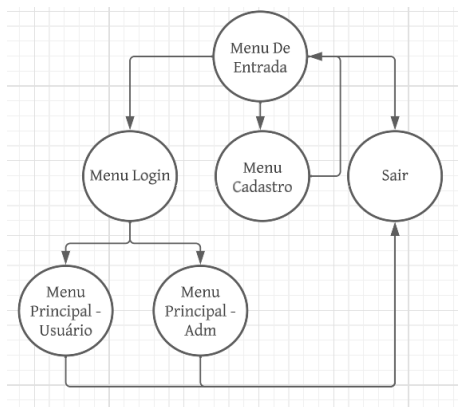 Menu De
Entrada
Menu Login
Menu
Cadastro
Sair
Menu
Principal -
Usuário
Menu
Principal -
Adm